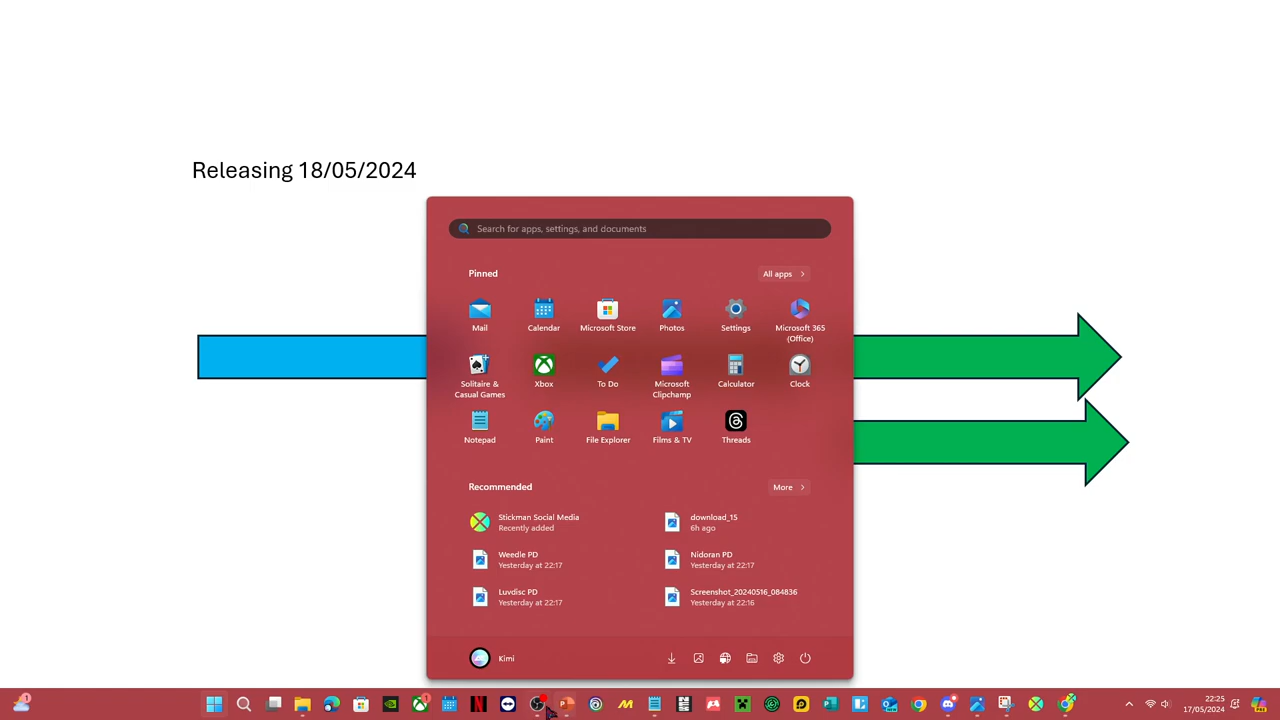 Releasing 18/05/2024
Search for apps, settings, and documents
Pinned
All apps
Mail
Calendar
Microsoft Store
Photos
Settings
Microsoft 365
(Office)
Solitaire &
Casual Games
Xbox
To Do
Microsoft
Clipchamp
Calculator
Clock
Notepad
Paint
File Explorer
Films & TV
Threads
Recommended
More
Stickman Social Media
Recently added
download_15
6h ago
Weedle PD
Yesterday at 22:17
Nidoran PD
Yesterday at 22:17
Luvdisc PD
Yesterday at 22:17
Screenshot_20240516_084836
Yesterday at 22:16
Kimi
22:25
17/05/2024